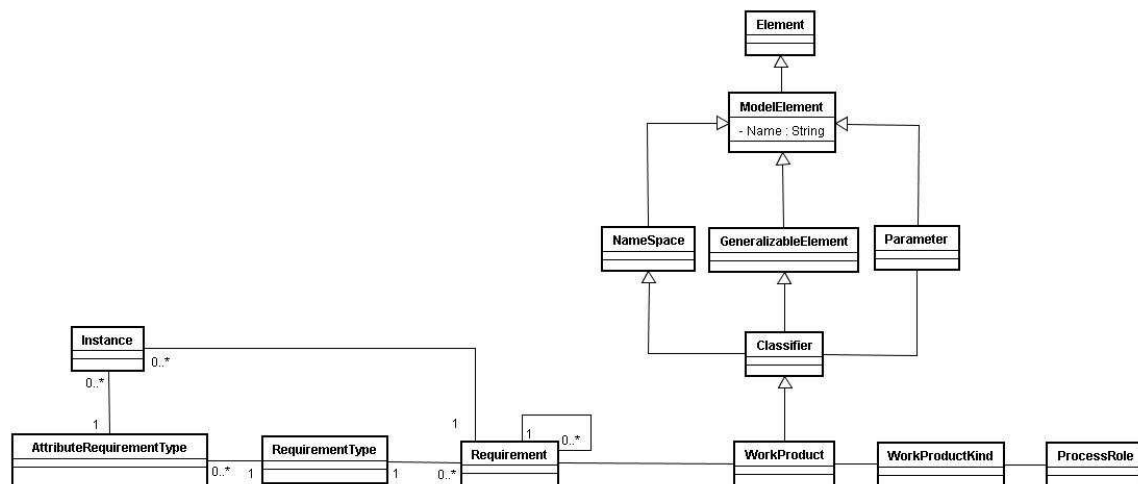 Element
ModelElement
- Name : String
NameSpace
GeneralizableElement
Parameter
Instance
0..*
Classifier
0..*
1
1
1
0..*
AttributeRequirementType
RequirementType
Requirement
WorkProduct
WorkProductKind
ProcessRole
0..*
1
1
0..*